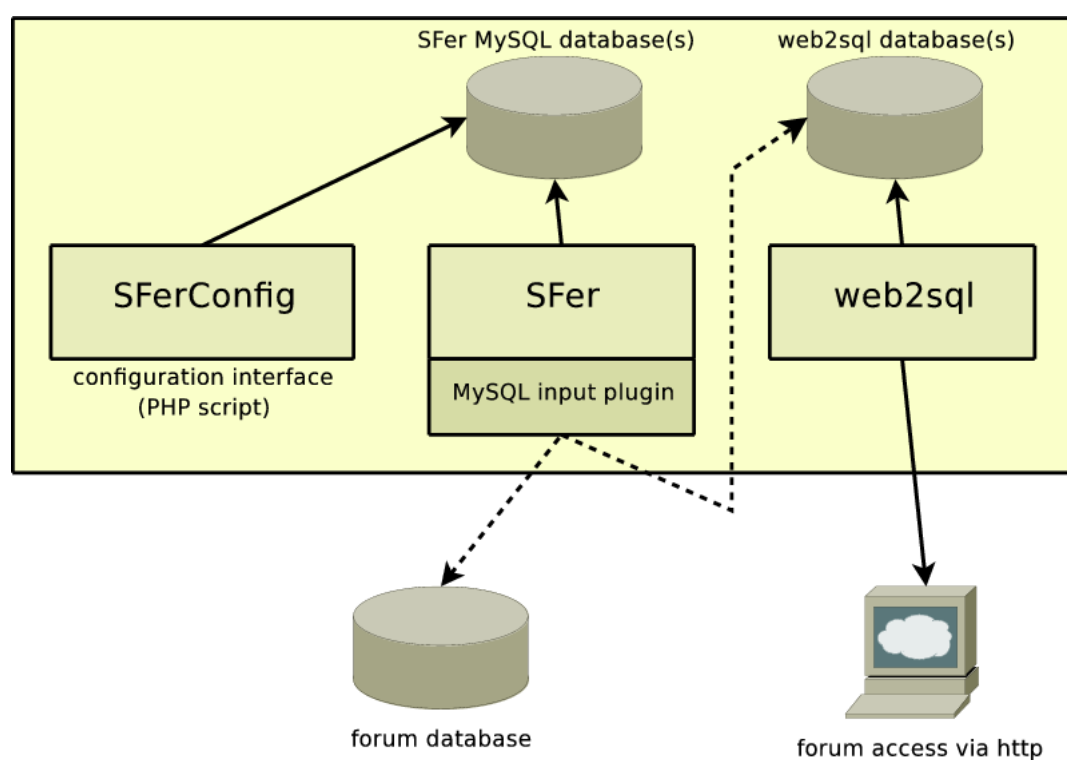 SFer MySQL database(s)
web2sql database(s)
SFerConfig
SFer
web2sql
configuration interface
(PHP script)
MySQL input plugin
forum database
forum access via http